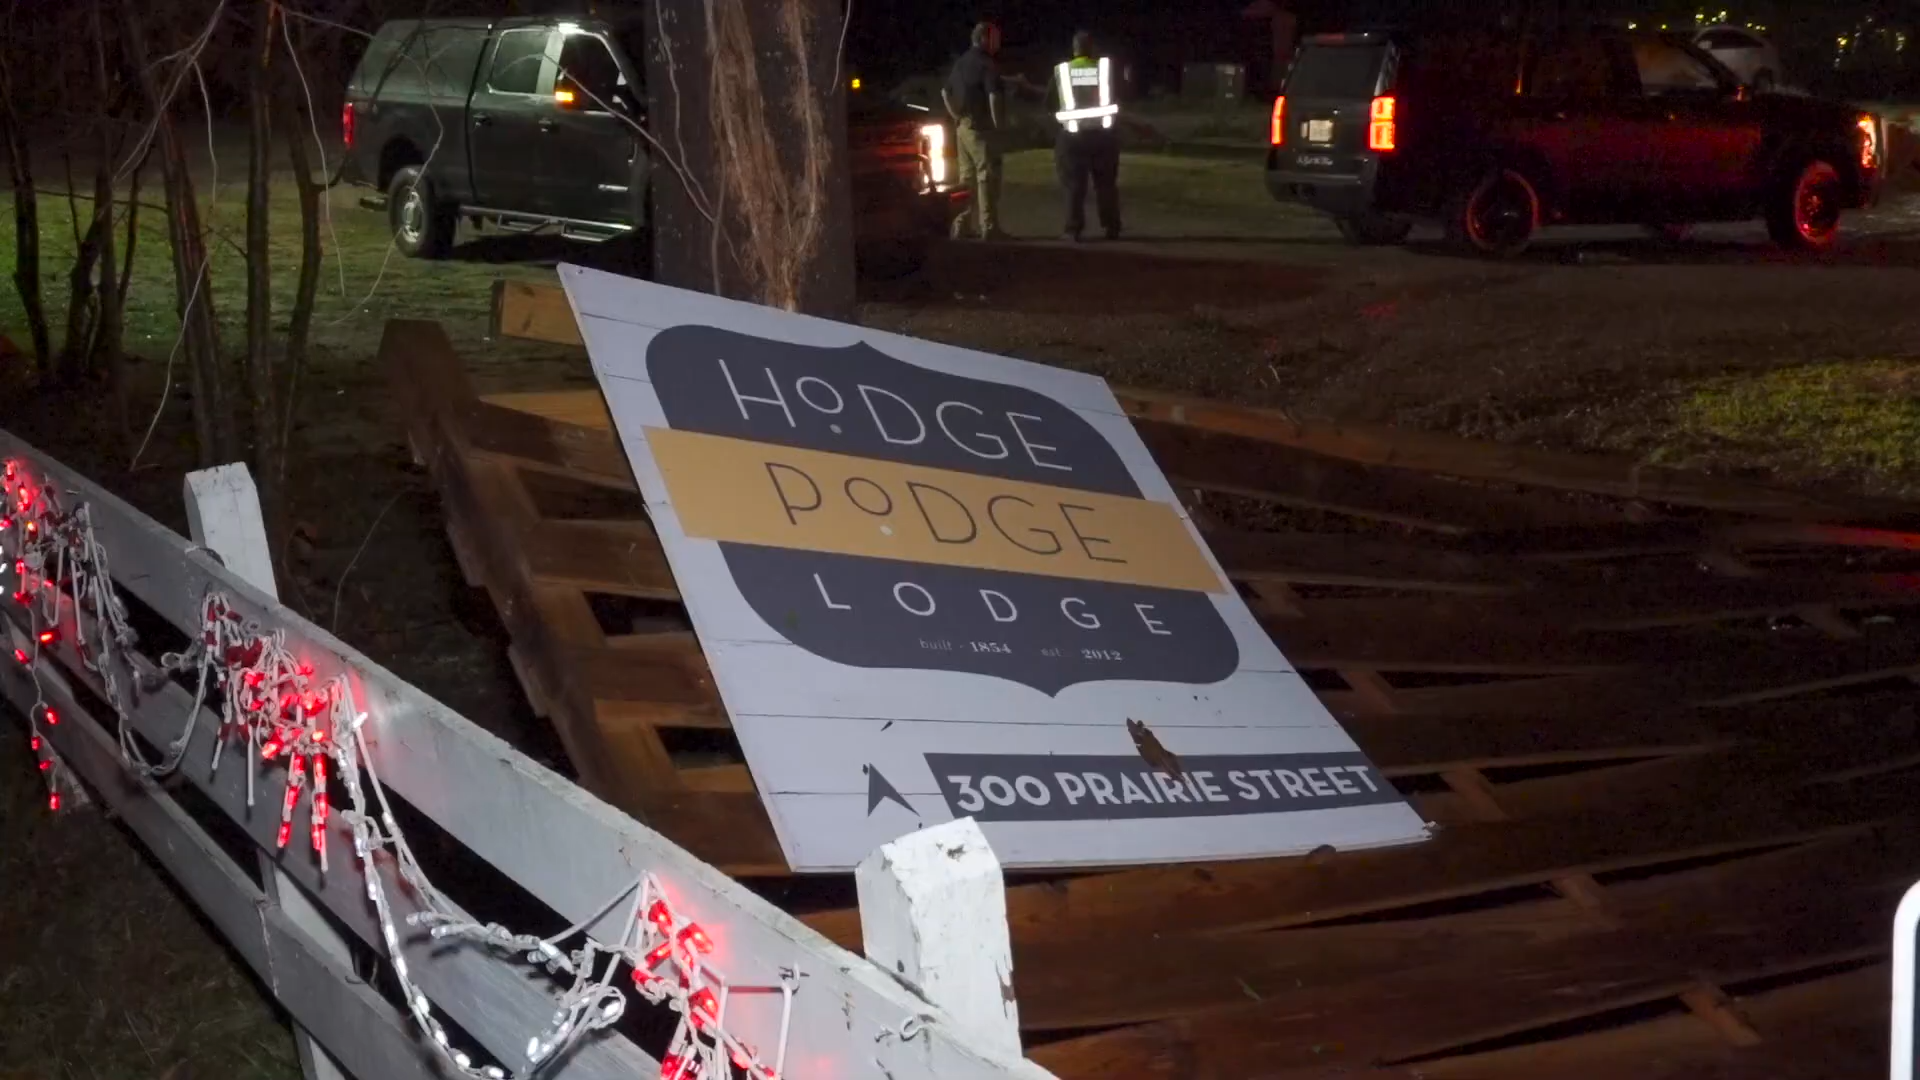 HODGE
PODGE
LODGE
built - 1854 est. 2012
300 PRAIRIE STREET